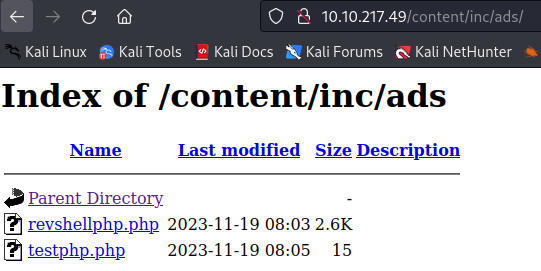 10.10.217.49/content/inc/ads/
Kali Linux Kali Tools Kali Docs Kali Forums Kali NetHunter
Index of /content/inc/ads
Name Last modified Size Description
Parent Directory -
revshellphp.php 2023-11-19 08:03 2.6K
testphp.php 2023-11-19 08:05 15